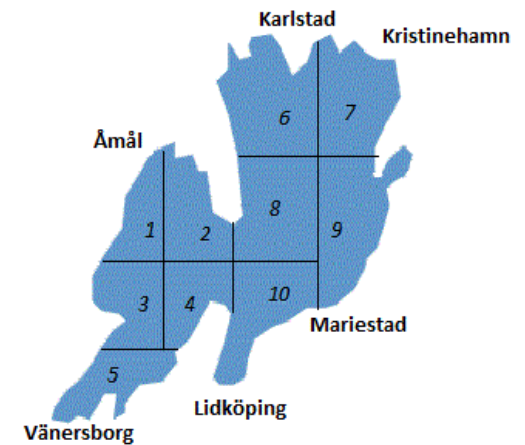 Karlstad
Kristinehamn
6
7
Åmål
8
1
2
9
3
4
10
Mariestad
5
Lidköping
Vänersborg